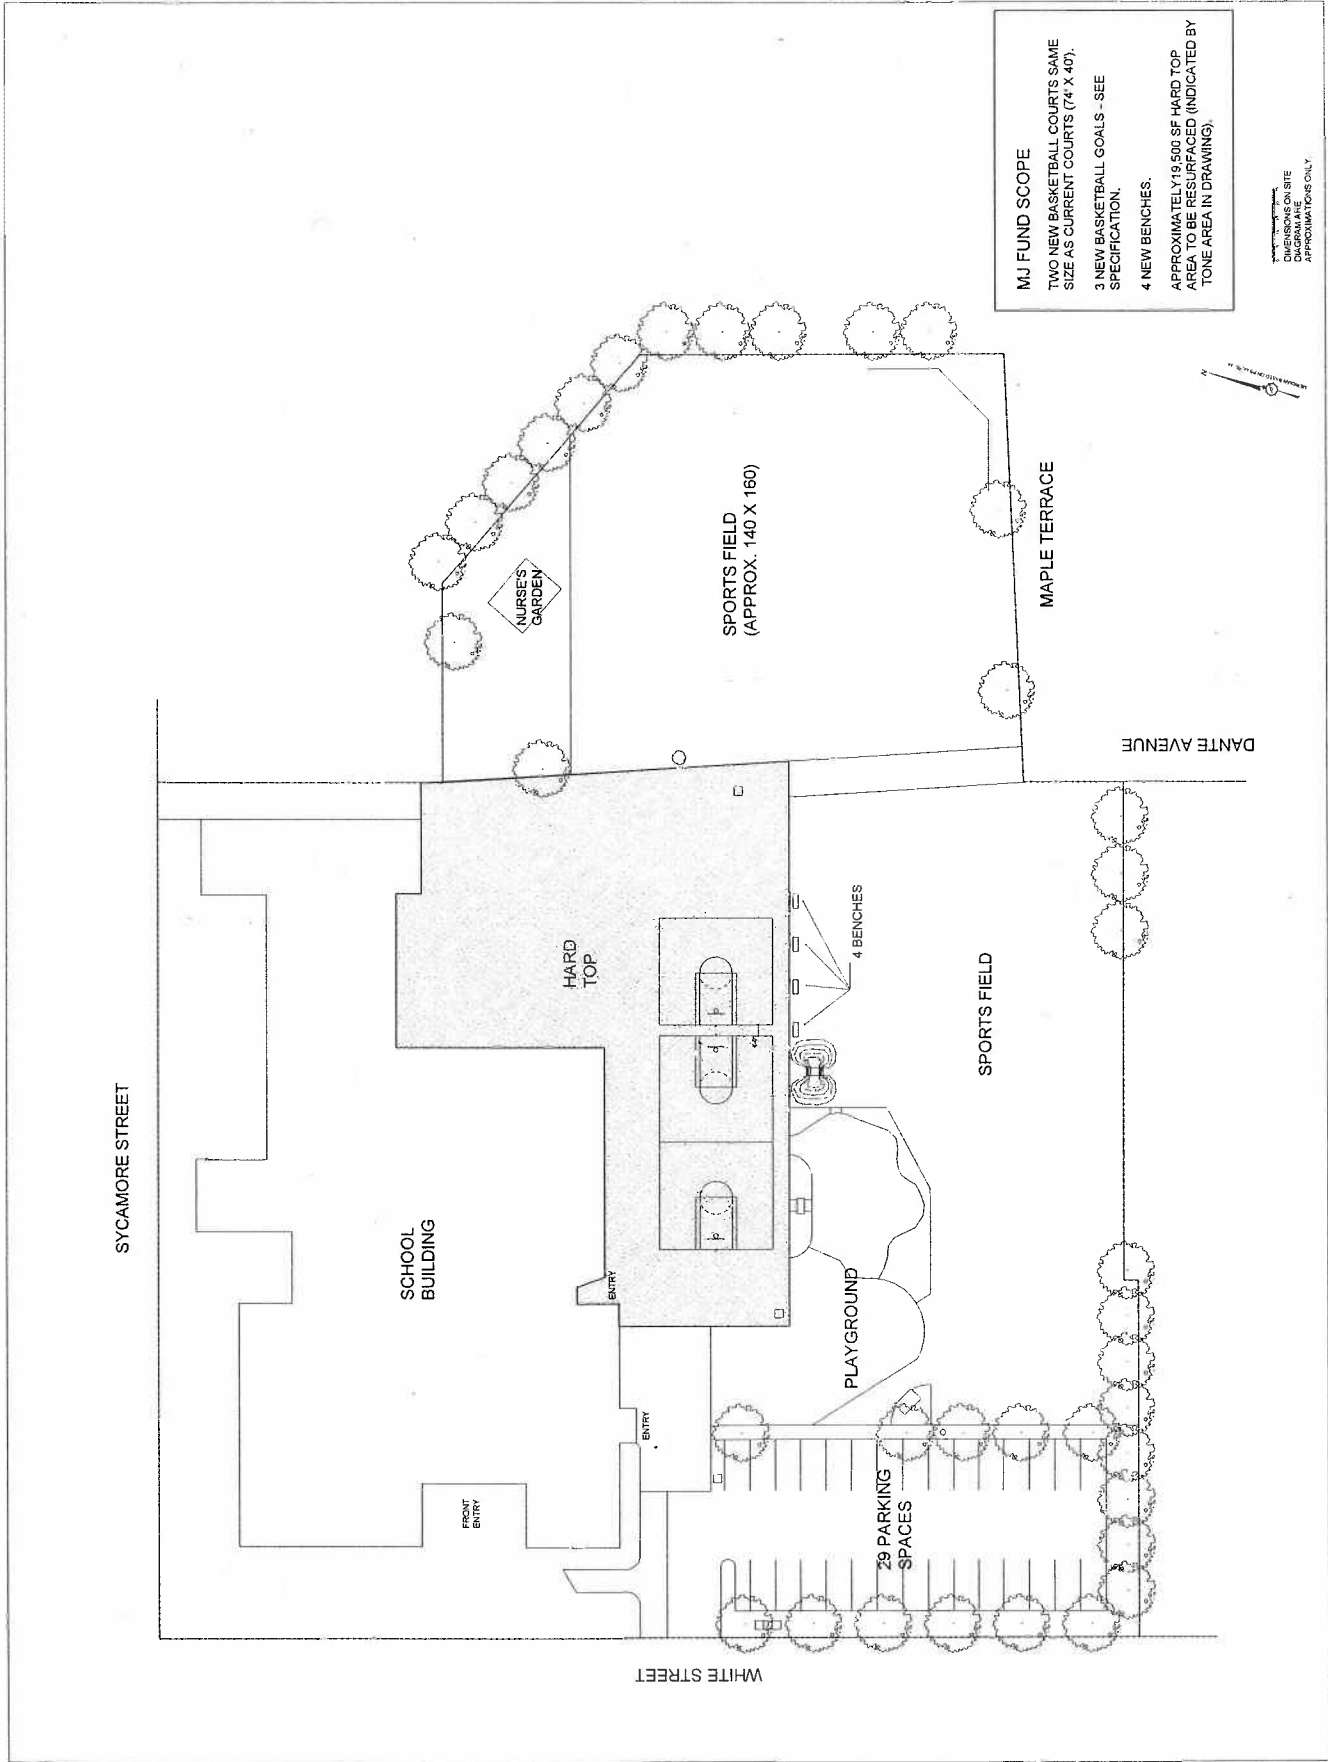 SYCAMORE STREET
WHITE STREET
DANTE AVENUE
MAPLE TERRACE
SCHOOL
BUILDING
FRONT
ENTRY
ENTRY
ENTRY
HARD
TOP
NURSE'S
GARDEN
SPORTS FIELD
(APPROX. 140 X 160)
4 BENCHES
SPORTS FIELD
PLAYGROUND
29 PARKING
SPACES
MJ FUND SCOPE
TWO NEW BASKETBALL COURTS SAME
SIZE AS CURRENT COURTS (74' X 40').
3 NEW BASKETBALL GOALS - SEE
SPECIFICATION.
4 NEW BENCHES.
APPROXIMATELY19,500 SF HARD TOP
AREA TO BE RESURFACED (INDICATED BY
TONE AREA IN DRAWING).
DIMENSIONS ON SITE
DIAGRAM ARE
APPROXIMATIONS ONLY.